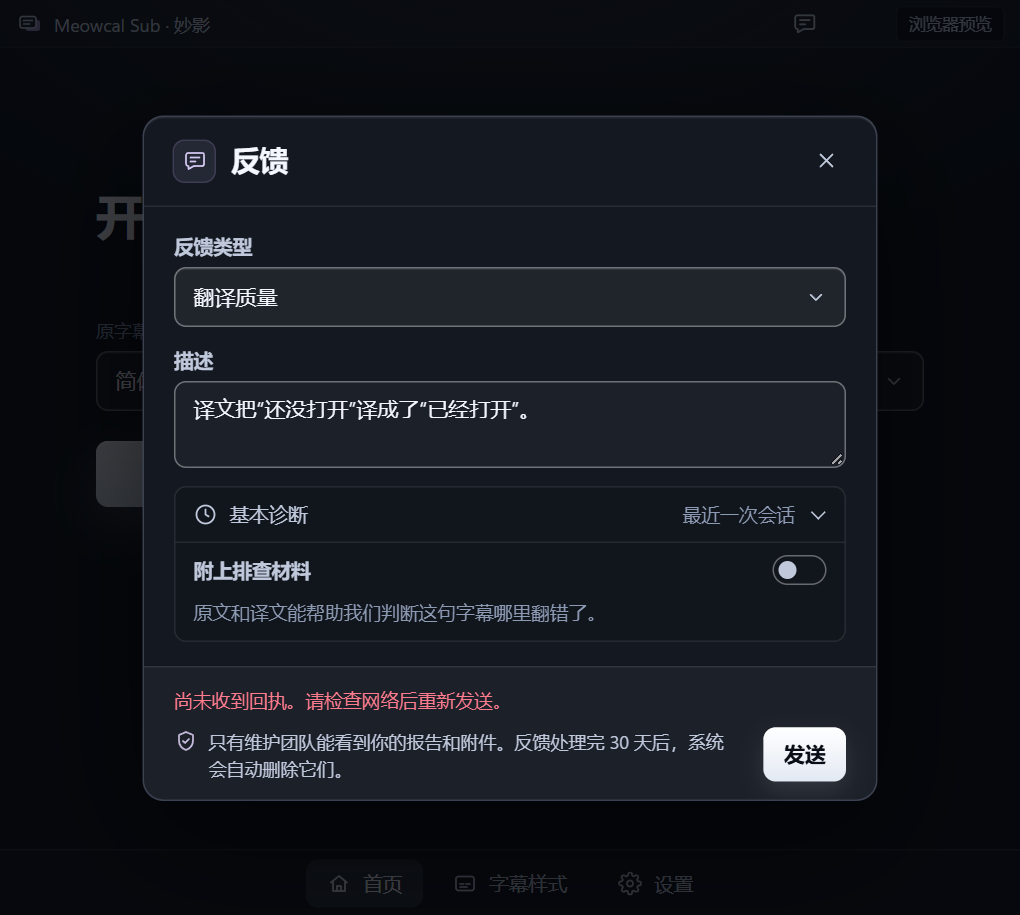 Meowcal Sub · 妙影
浏览器预览
反馈
开
反馈类型
翻译质量
原字幕
简体
描述
译文把“还没打开”译成了“已经打开”。
基本诊断
最近一次会话
附上排查材料
原文和译文能帮助我们判断这句字幕哪里翻错了。
尚未收到回执。请检查网络后重新发送。
只有维护团队能看到你的报告和附件。反馈处理完 30 天后，系统
会自动删除它们。
发送
首页
字幕样式
设置